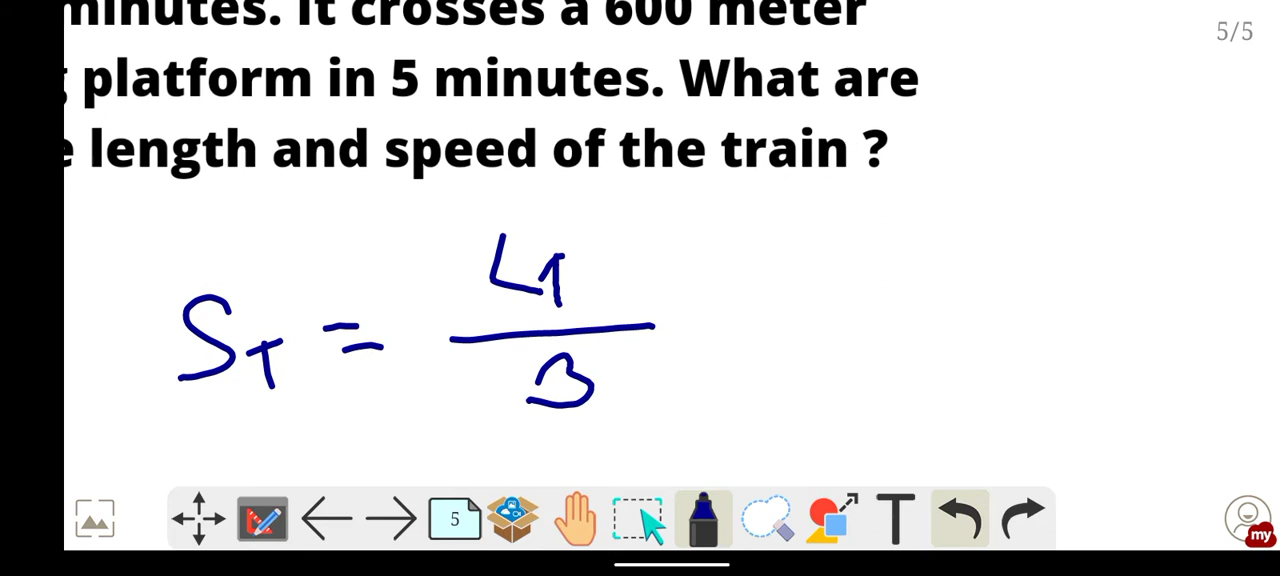 minutes. It crosses a 600 meter
5/5
platform in 5 minutes. What are
e length and speed of the train ?
S_T = L1 / 3
5
T
my